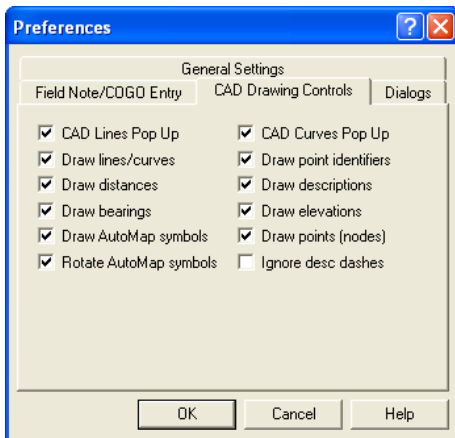 Preferences
General Settings
Field Note/COGO Entry CAD Drawing Controls Dialogs
CAD Lines Pop Up CAD Curves Pop Up
Draw lines/curves Draw point identifiers
Draw distances Draw descriptions
Draw bearings Draw elevations
Draw AutoMap symbols Draw points (nodes)
Rotate AutoMap symbols Ignore desc dashes
OK Cancel Help